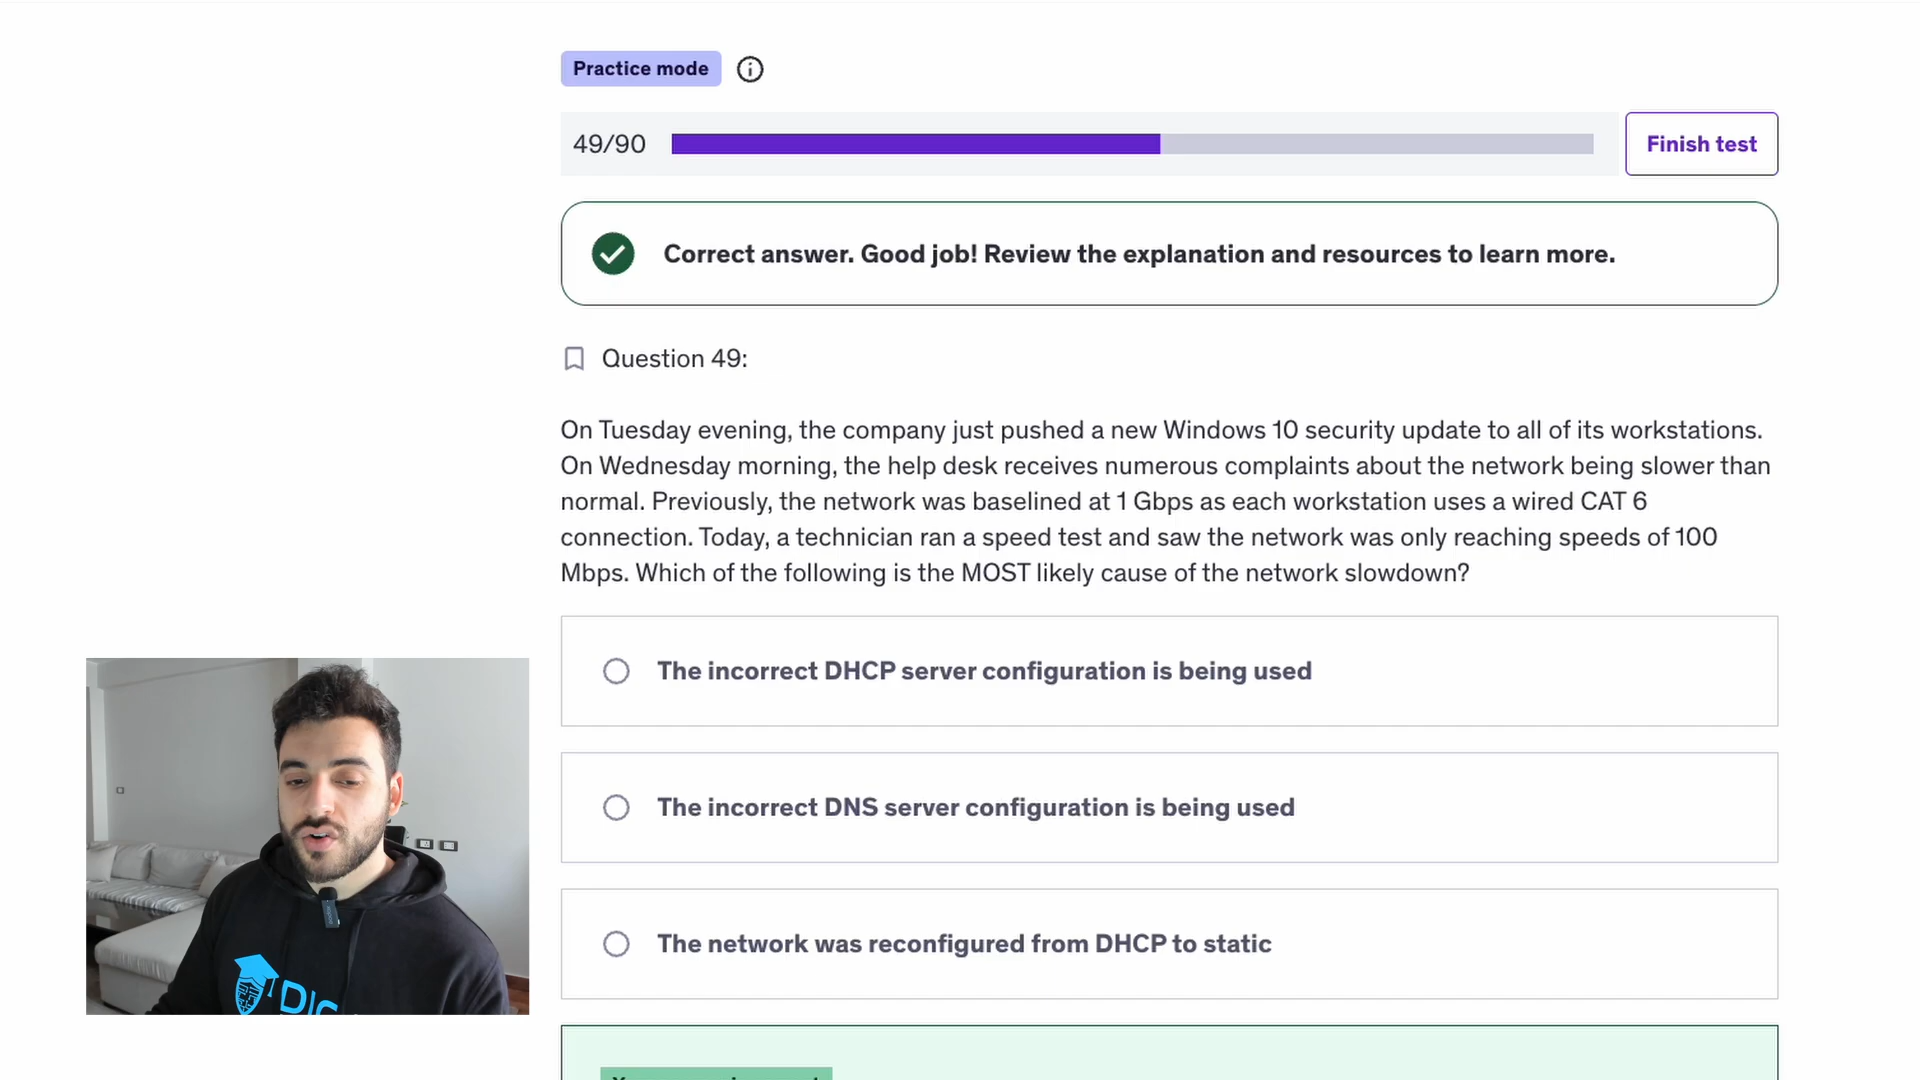 Practice mode
49/90
Finish test
Correct answer. Good job! Review the explanation and resources to learn more.
Question 49:
On Tuesday evening, the company just pushed a new Windows 10 security update to all of its workstations.
On Wednesday morning, the help desk receives numerous complaints about the network being slower than
normal. Previously, the network was baselined at 1 Gbps as each workstation uses a wired CAT 6
connection. Today, a technician ran a speed test and saw the network was only reaching speeds of 100
Mbps. Which of the following is the MOST likely cause of the network slowdown?
The incorrect DHCP server configuration is being used
The incorrect DNS server configuration is being used
The network was reconfigured from DHCP to static